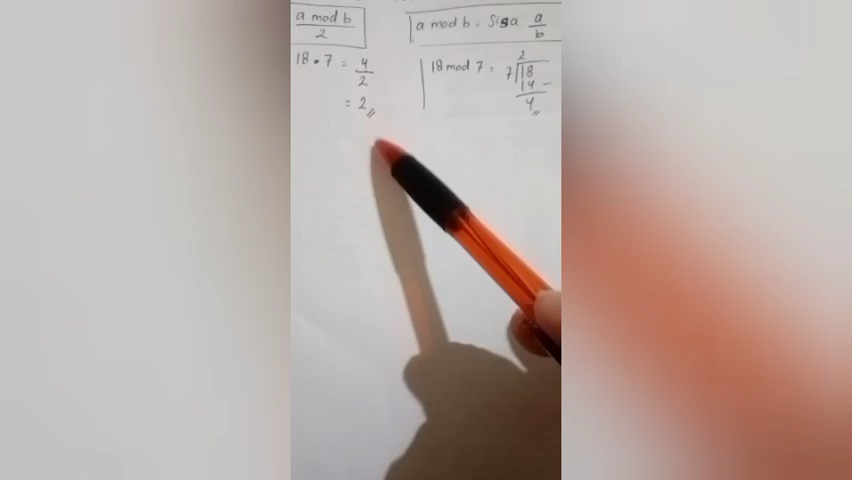 a mod b
2
a mod b = Sisa a
b
18 • 7 = 4
2
= 2
18 mod 7 =
2
7 18
14 -
4